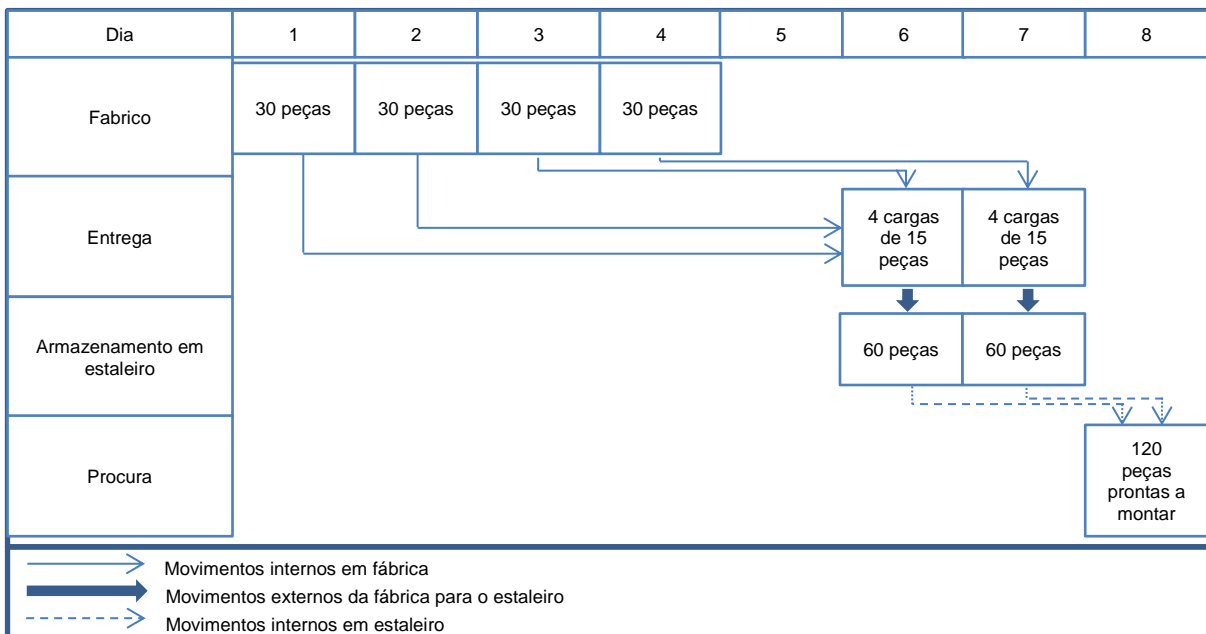 Dia 1 2 3 4 5 6 7 8
Fabrico
30 peças 30 peças 30 peças 30 peças
Entrega
4 cargas
de 15
peças
4 cargas
de 15
peças
Armazenamento em
estaleiro
60 peças 60 peças
Procura
120
peças
prontas a
montar
Movimentos internos em fábrica
Movimentos externos da fábrica para o estaleiro
Movimentos internos em estaleiro